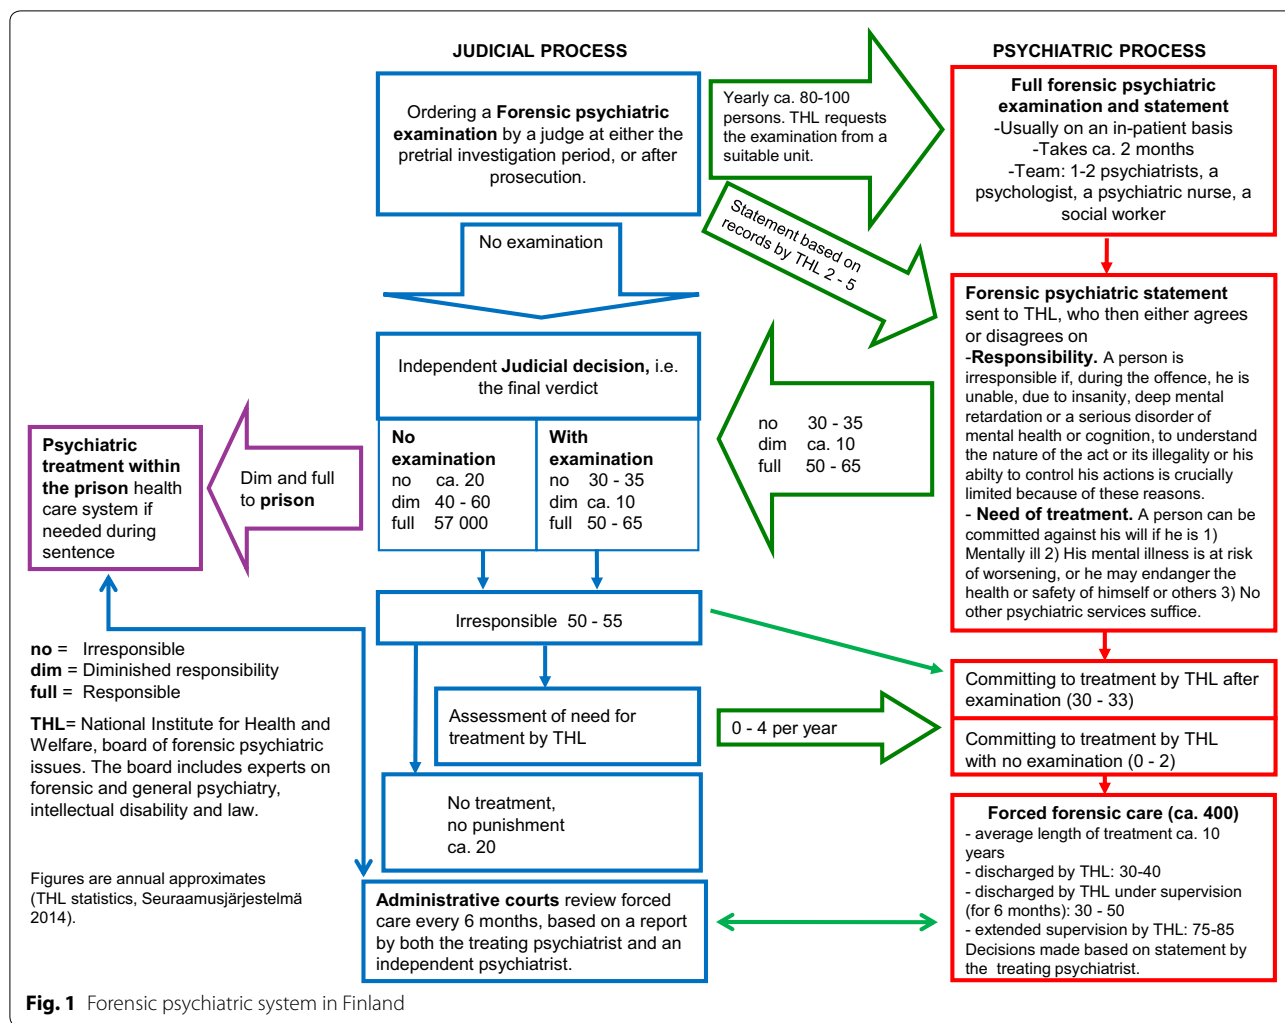 JUDICIAL PROCESS
Ordering a Forensic psychiatric
examination by a judge at either the
pretrial investigation period, or after
prosecution.
Yearly ca. 80-100
persons. THL requests
the examination from a
suitable unit.
PSYCHIATRIC PROCESS
Full forensic psychiatric
examination and statement
-Usually on an in-patient basis
-Takes ca. 2 months
-Team: 1-2 psychiatrists, a
psychologist, a psychiatric nurse, a
social worker
No examination
Statement based on
records by THL 2 - 5
Forensic psychiatric statement
sent to THL, who then either agrees
or disagrees on
-Responsibility. A person is
irresponsible if, during the offence, he is
unable, due to insanity, deep mental
retardation or a serious disorder of
mental health or cognition, to understand
the nature of the act or its illegality or his
abilty to control his actions is crucially
limited because of these reasons.
- Need of treatment. A person can be
committed against his will if he is 1)
Mentally ill 2) His mental illness is at risk
of worsening, or he may endanger the
health or safety of himself or others 3) No
other psychiatric services suffice.
Independent Judicial decision, i.e.
the final verdict
No
examination
no ca. 20
dim 40 - 60
full 57 000
With
examination
no 30 - 35
dim ca. 10
full 50 - 65
no 30 - 35
dim ca. 10
full 50 - 65
Dim and full
to prison
Psychiatric
treatment within
the prison health
care system if
needed during
sentence
Irresponsible 50 - 55
no = Irresponsible
dim = Diminished responsibility
full = Responsible
THL= National Institute for Health and
Welfare, board of forensic psychiatric
issues. The board includes experts on
forensic and general psychiatry,
intellectual disability and law.
Figures are annual approximates
(THL statistics, Seuraamusjärjestelmä
2014).
Assessment of need for
treatment by THL
0 - 4 per year
Committing to treatment by THL after
examination (30 - 33)
Committing to treatment by THL
with no examination (0 - 2)
No treatment,
no punishment
ca. 20
Forced forensic care (ca. 400)
- average length of treatment ca. 10
years
- discharged by THL: 30-40
- discharged by THL under supervision
(for 6 months): 30 - 50
- extended supervision by THL: 75-85
Decisions made based on statement by
the treating psychiatrist.
Administrative courts review forced
care every 6 months, based on a report
by both the treating psychiatrist and an
independent psychiatrist.
Fig. 1 Forensic psychiatric system in Finland